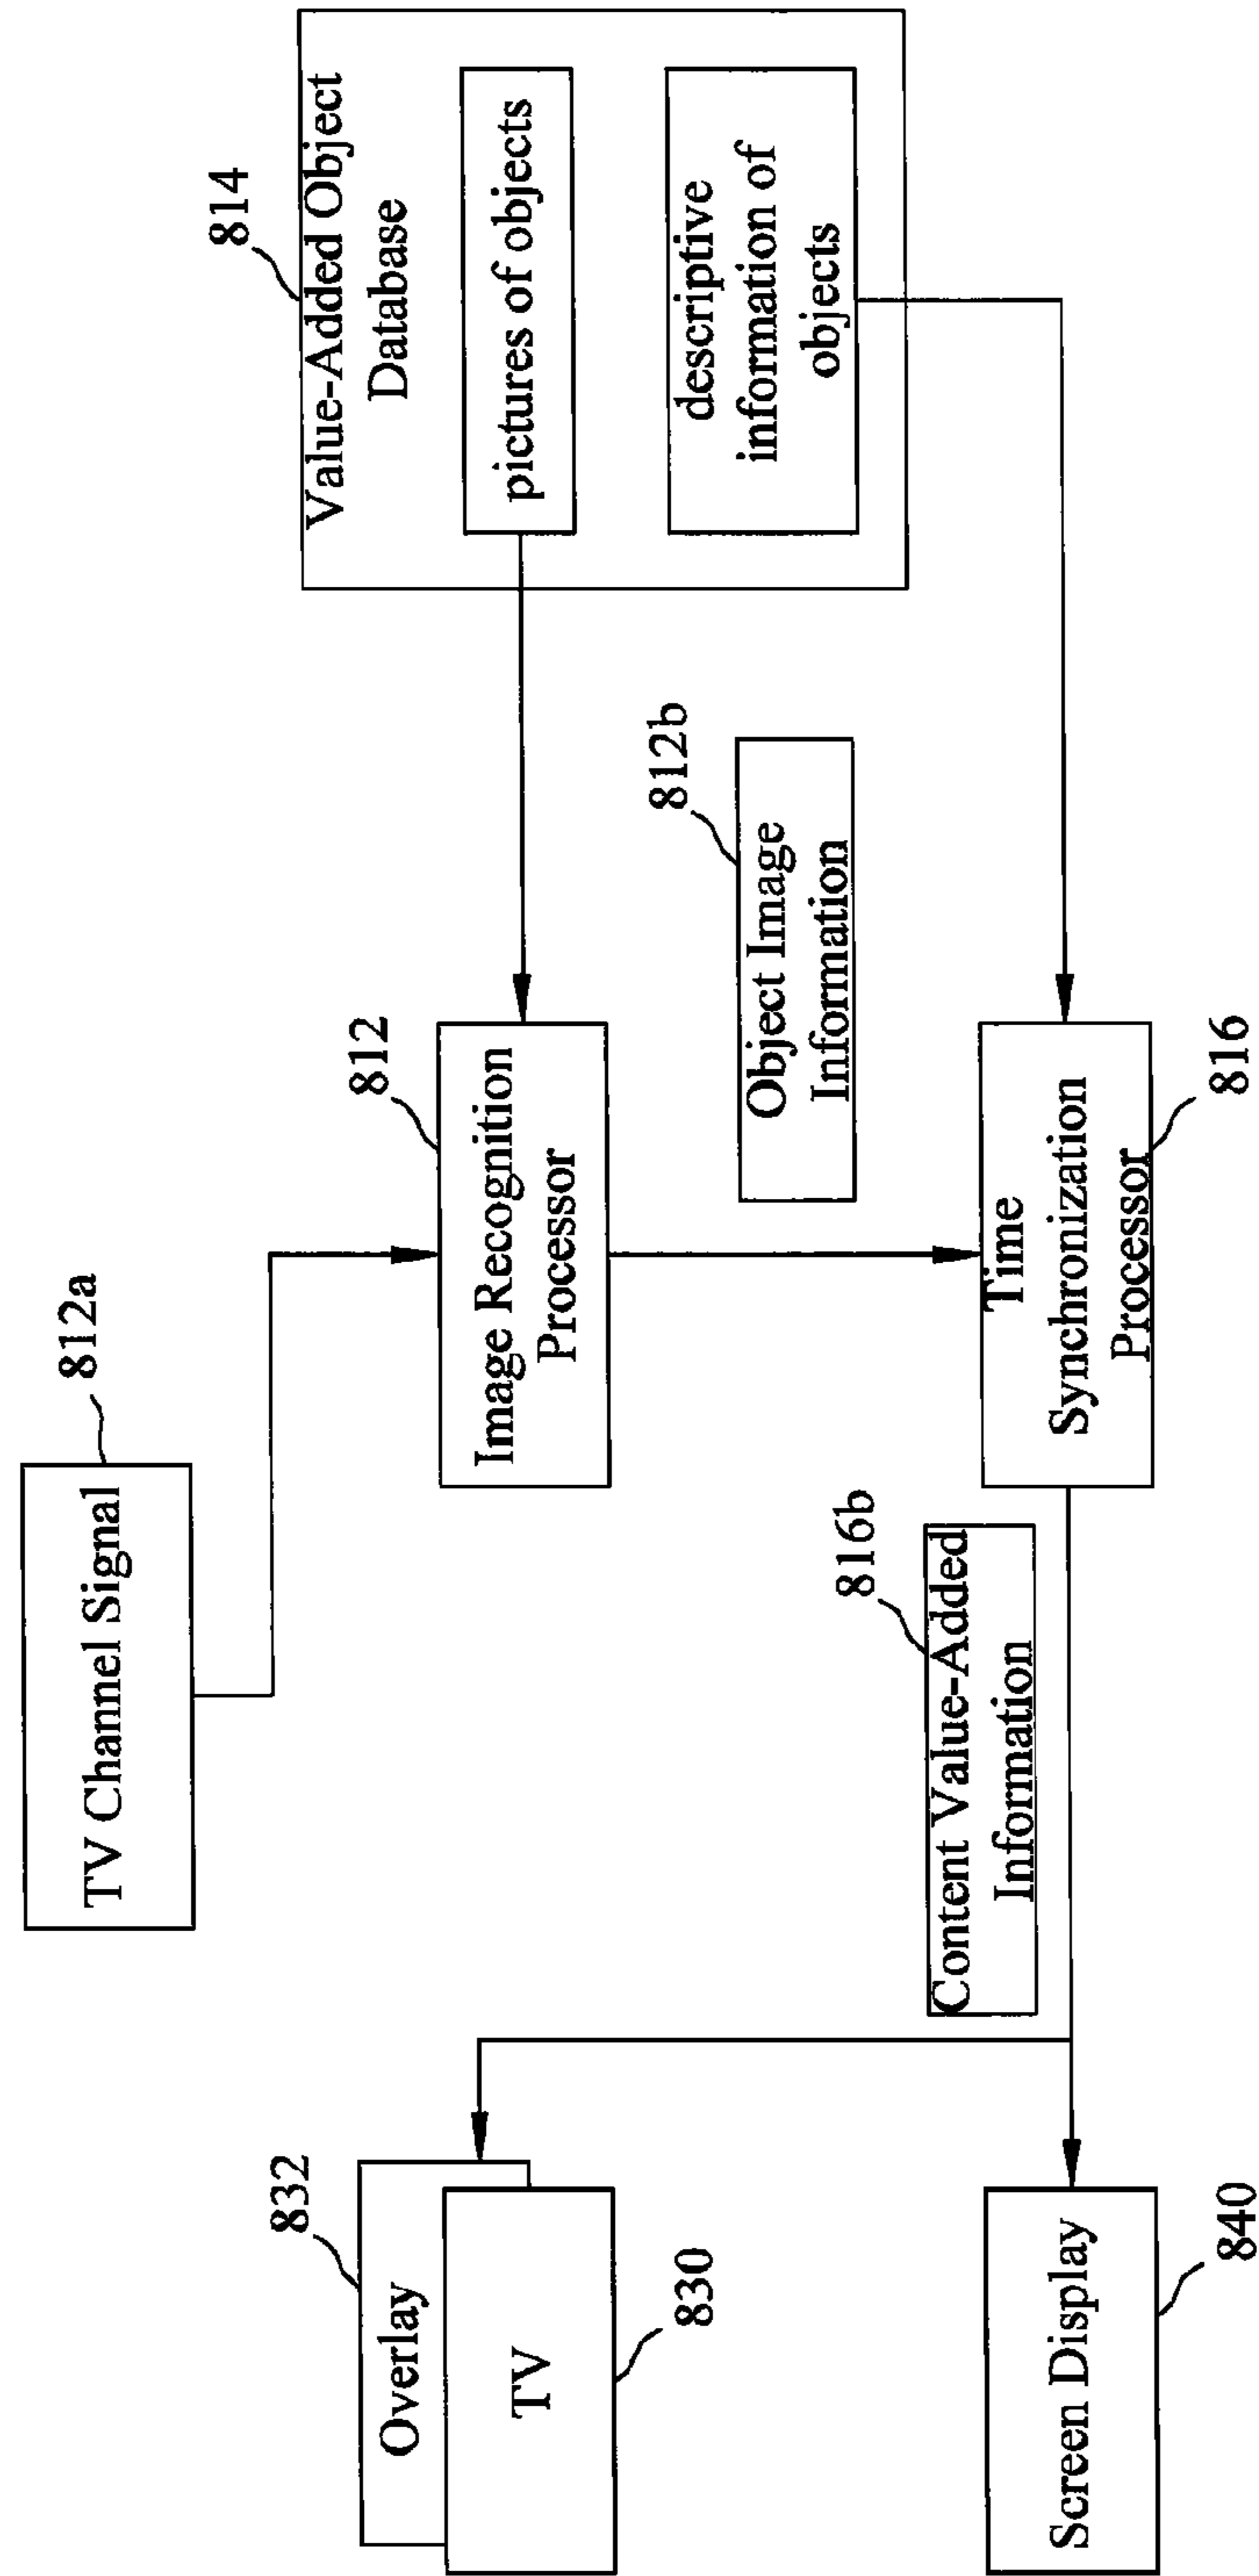 812a
TV Channel Signal
814
Value-Added Object
Database
pictures of objects
descriptive
information of
objects
812
Image Recognition
Processor
812b
Object Image
Information
832
Overlay
TV
830
816b
Content Value-Added
Information
Time
Synchronization
Processor
816
Screen Display
840